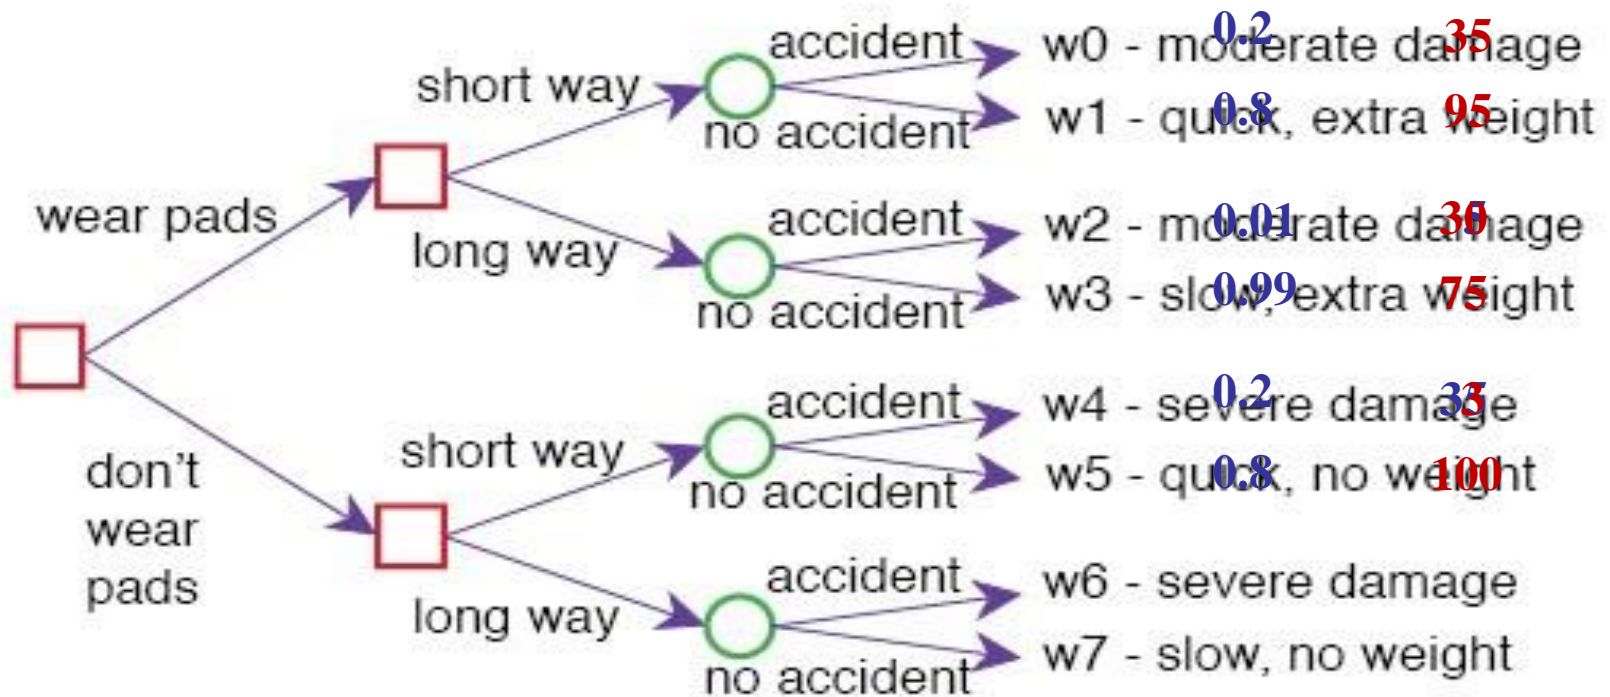 accident
w0 - moderate damage 0.2 35
short way
no accident
w1 - quick, extra weight 0.8 95
wear pads
accident
w2 - moderate damage 0.01 30
long way
no accident
w3 - slow, extra weight 0.99 75
accident
w4 - severe damage 0.2
short way
no accident
w5 - quick, no weight 0.8 100
don't
wear
pads
accident
w6 - severe damage
long way
no accident
w7 - slow, no weight